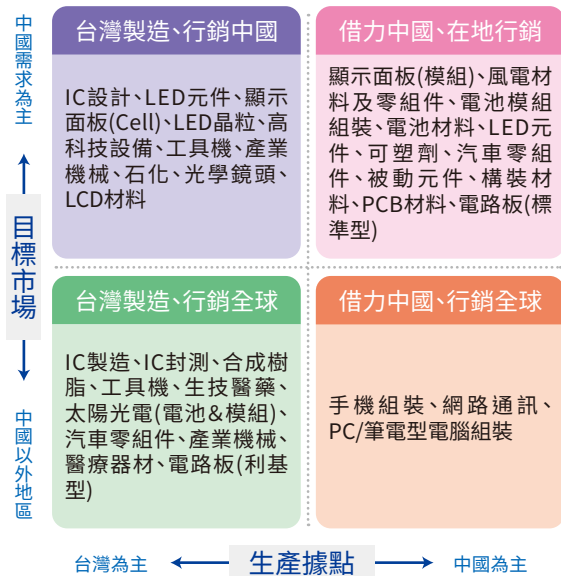 中國需求為主
目標市場
中國以外地區
台灣製造、行銷中國
IC設計、LED元件、顯示
面板(Cell)、LED晶粒、高
科技設備、工具機、產業
機械、石化、光學鏡頭、
LCD材料
借力中國、在地行銷
顯示面板(模組)、風電材
料及零組件、電池模組
組裝、電池材料、LED元
件、可塑劑、汽車零組
件、被動元件、構裝材
料、PCB材料、電路板(標
準型)
台灣製造、行銷全球
IC製造、IC封測、合成樹
脂、工具機、生技醫藥、
太陽光電(電池&模組)、
汽車零組件、產業機械、
醫療器材、電路板(利基
型)
借力中國、行銷全球
手機組裝、網路通訊、
PC/筆電型電腦組裝
台灣為主
生產據點
中國為主